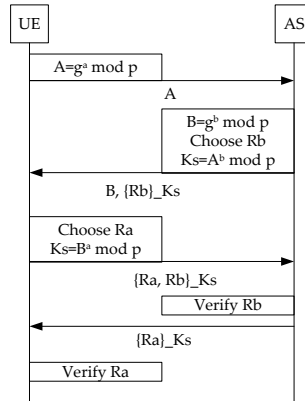 UE
AS
A=gᵃ mod p
A
B=gᵇ mod p
Choose Rb
Ks=Aᵇ mod p
B, {Rb}_Ks
Choose Ra
Ks=Bᵃ mod p
{Ra, Rb}_Ks
Verify Rb
{Ra}_Ks
Verify Ra